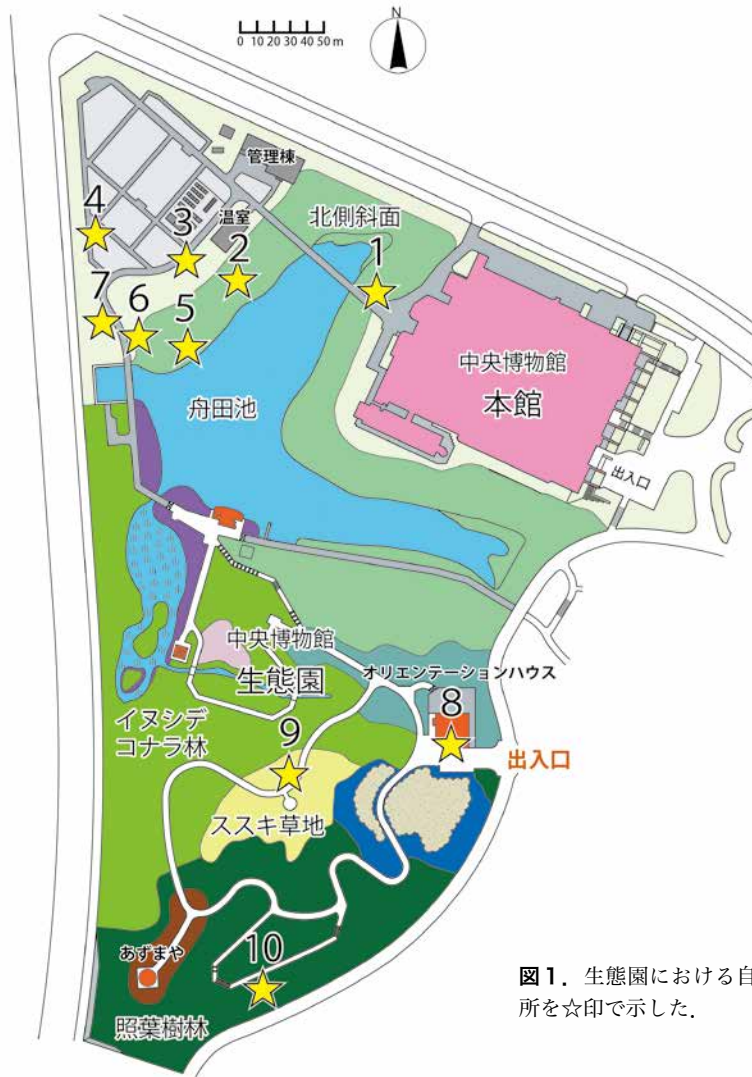 N
0 10 20 30 40 50 m
管理棟
北側斜面
4
3
温室
2
1
7
6
5
中央博物館
本館
舟田池
出入口
中央博物館
生態園
オリエンテーションハウス
8
イヌシデ
コナラ林
9
出入口
ススキ草地
あずまや
10
照葉樹林
図1．生態園における自
所を☆印で示した．